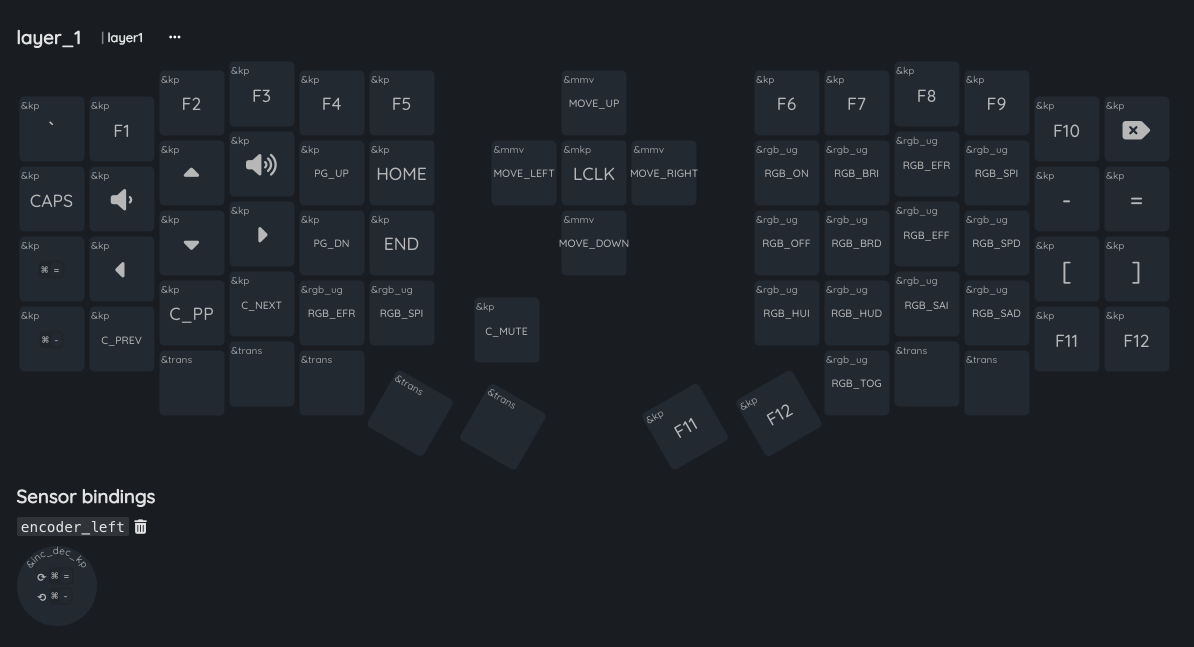 layer_1 | layer1 ...
&kp ` &kp F1 &kp F2 &kp F3 &kp F4 &kp F5 &mmv MOVE_UP &kp F6 &kp F7 &kp F8 &kp F9 &kp F10 &kp
&kp CAPS &kp &kp &kp &kp PG_UP &kp HOME &mmv MOVE_LEFT &mkp LCLK &mmv MOVE_RIGHT &rgb_ug RGB_ON &rgb_ug RGB_BRI &rgb_ug RGB_EFR &rgb_ug RGB_SPI &kp - &kp =
&kp ⌘ = &kp &kp &kp &kp PG_DN &kp END &mmv MOVE_DOWN &rgb_ug RGB_OFF &rgb_ug RGB_BRD &rgb_ug RGB_EFF &rgb_ug RGB_SPD &kp [ &kp ]
&kp ⌘ - &kp C_PREV &kp C_PP &kp C_NEXT &rgb_ug RGB_EFR &rgb_ug RGB_SPI &kp C_MUTE &rgb_ug RGB_HUI &rgb_ug RGB_HUD &rgb_ug RGB_SAI &rgb_ug RGB_SAD &kp F11 &kp F12
&trans &trans &trans &trans &trans &kp F11 &kp F12 &rgb_ug RGB_TOG &trans &trans
Sensor bindings
encoder_left
&inc_dec_kp
⟳ ⌘ =
⟲ ⌘ -